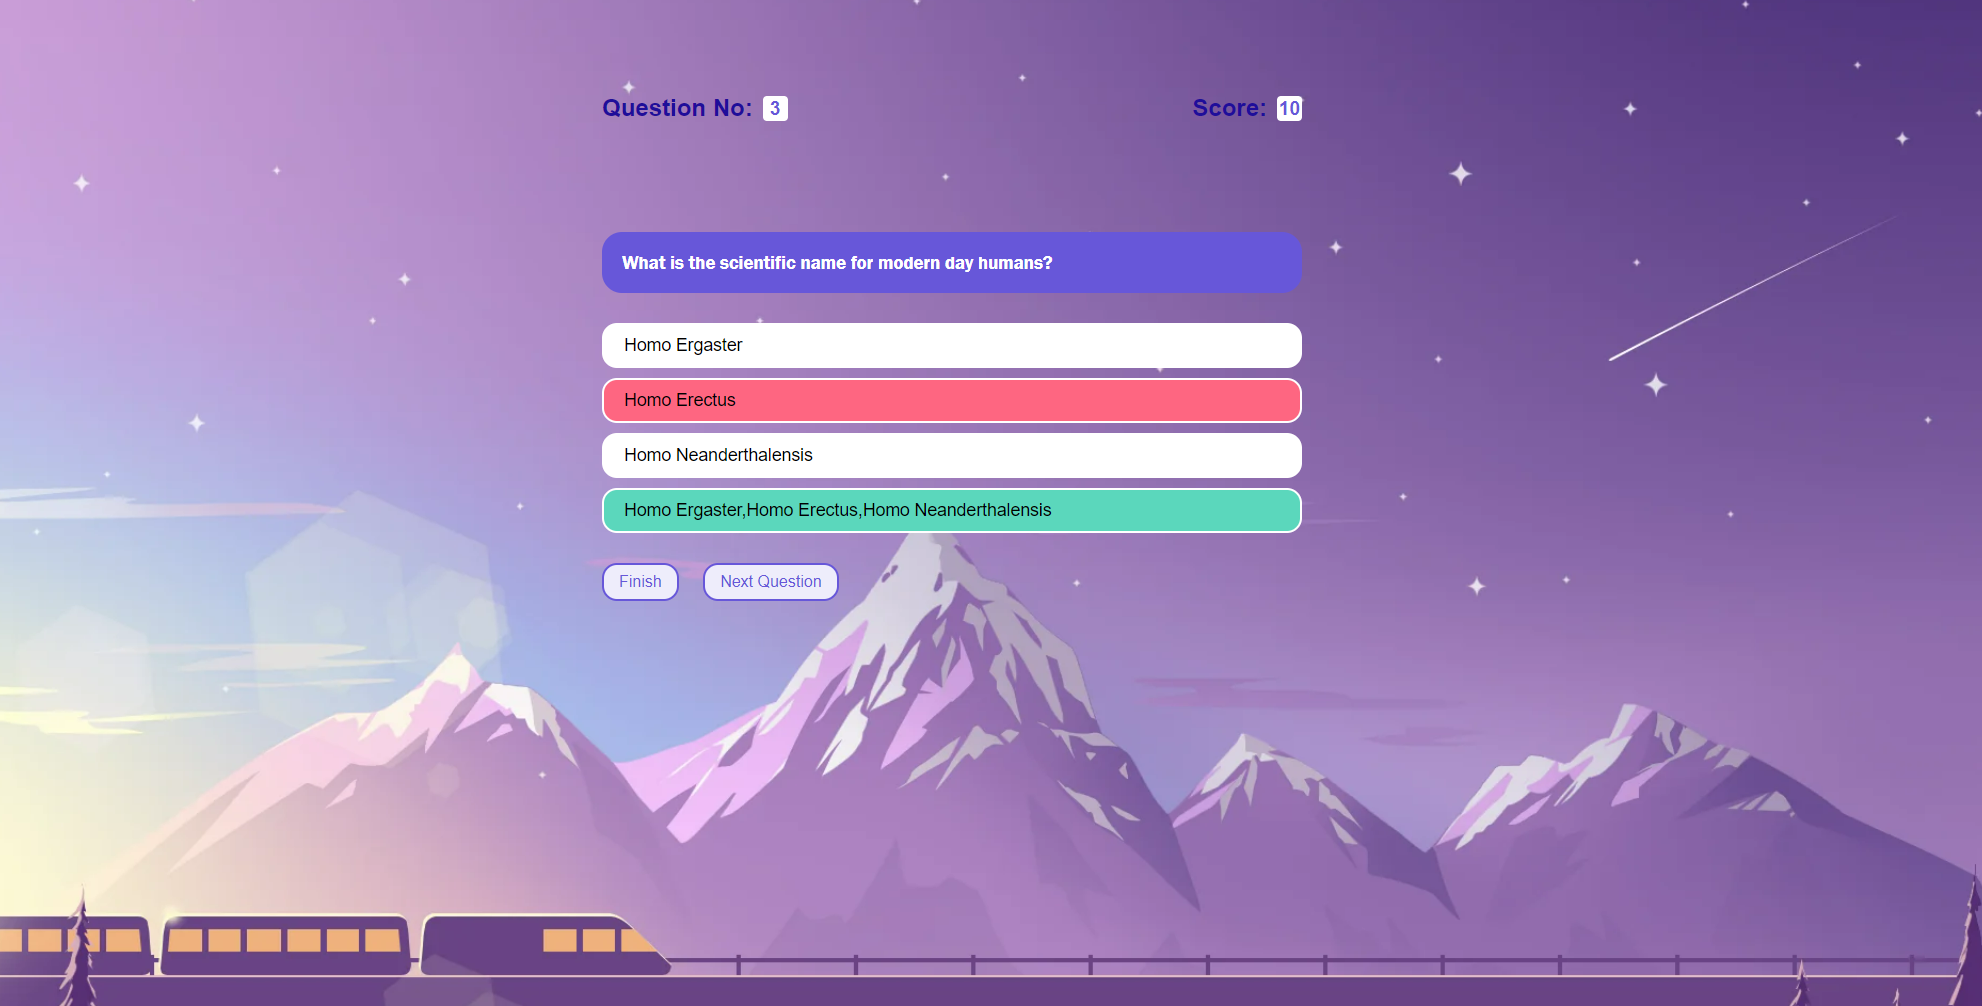 Question No: 3
Score: 10
What is the scientific name for modern day humans?
Homo Ergaster
Homo Erectus
Homo Neanderthalensis
Homo Ergaster,Homo Erectus,Homo Neanderthalensis
Finish
Next Question